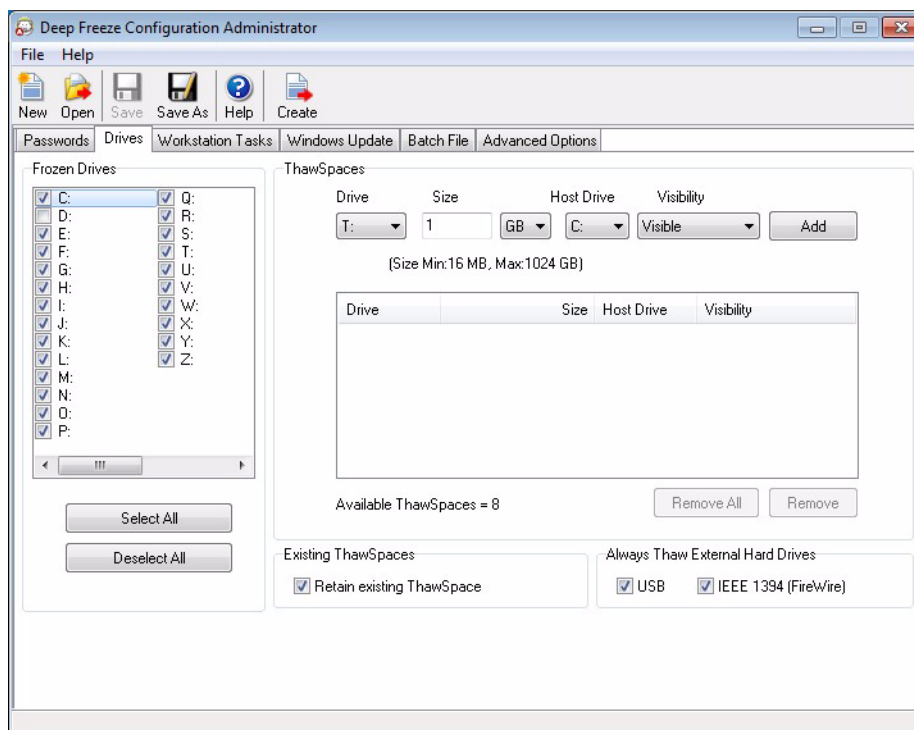 Deep Freeze Configuration Administrator
File Help
New Open Save Save As Help Create
Passwords Drives Workstation Tasks Windows Update Batch File Advanced Options
Frozen Drives
C: Q:
D: R:
E: S:
F: T:
G: U:
H: V:
I: W:
J: X:
K: Y:
L: Z:
M:
N:
O:
P:
Select All
Deselect All
ThawSpaces
Drive Size Host Drive Visibility
T: 1 GB C: Visible Add
(Size Min:16 MB, Max:1024 GB)
Drive Size Host Drive Visibility
Available ThawSpaces = 8 Remove All Remove
Existing ThawSpaces
Retain existing ThawSpace
Always Thaw External Hard Drives
USB IEEE 1394 (FireWire)